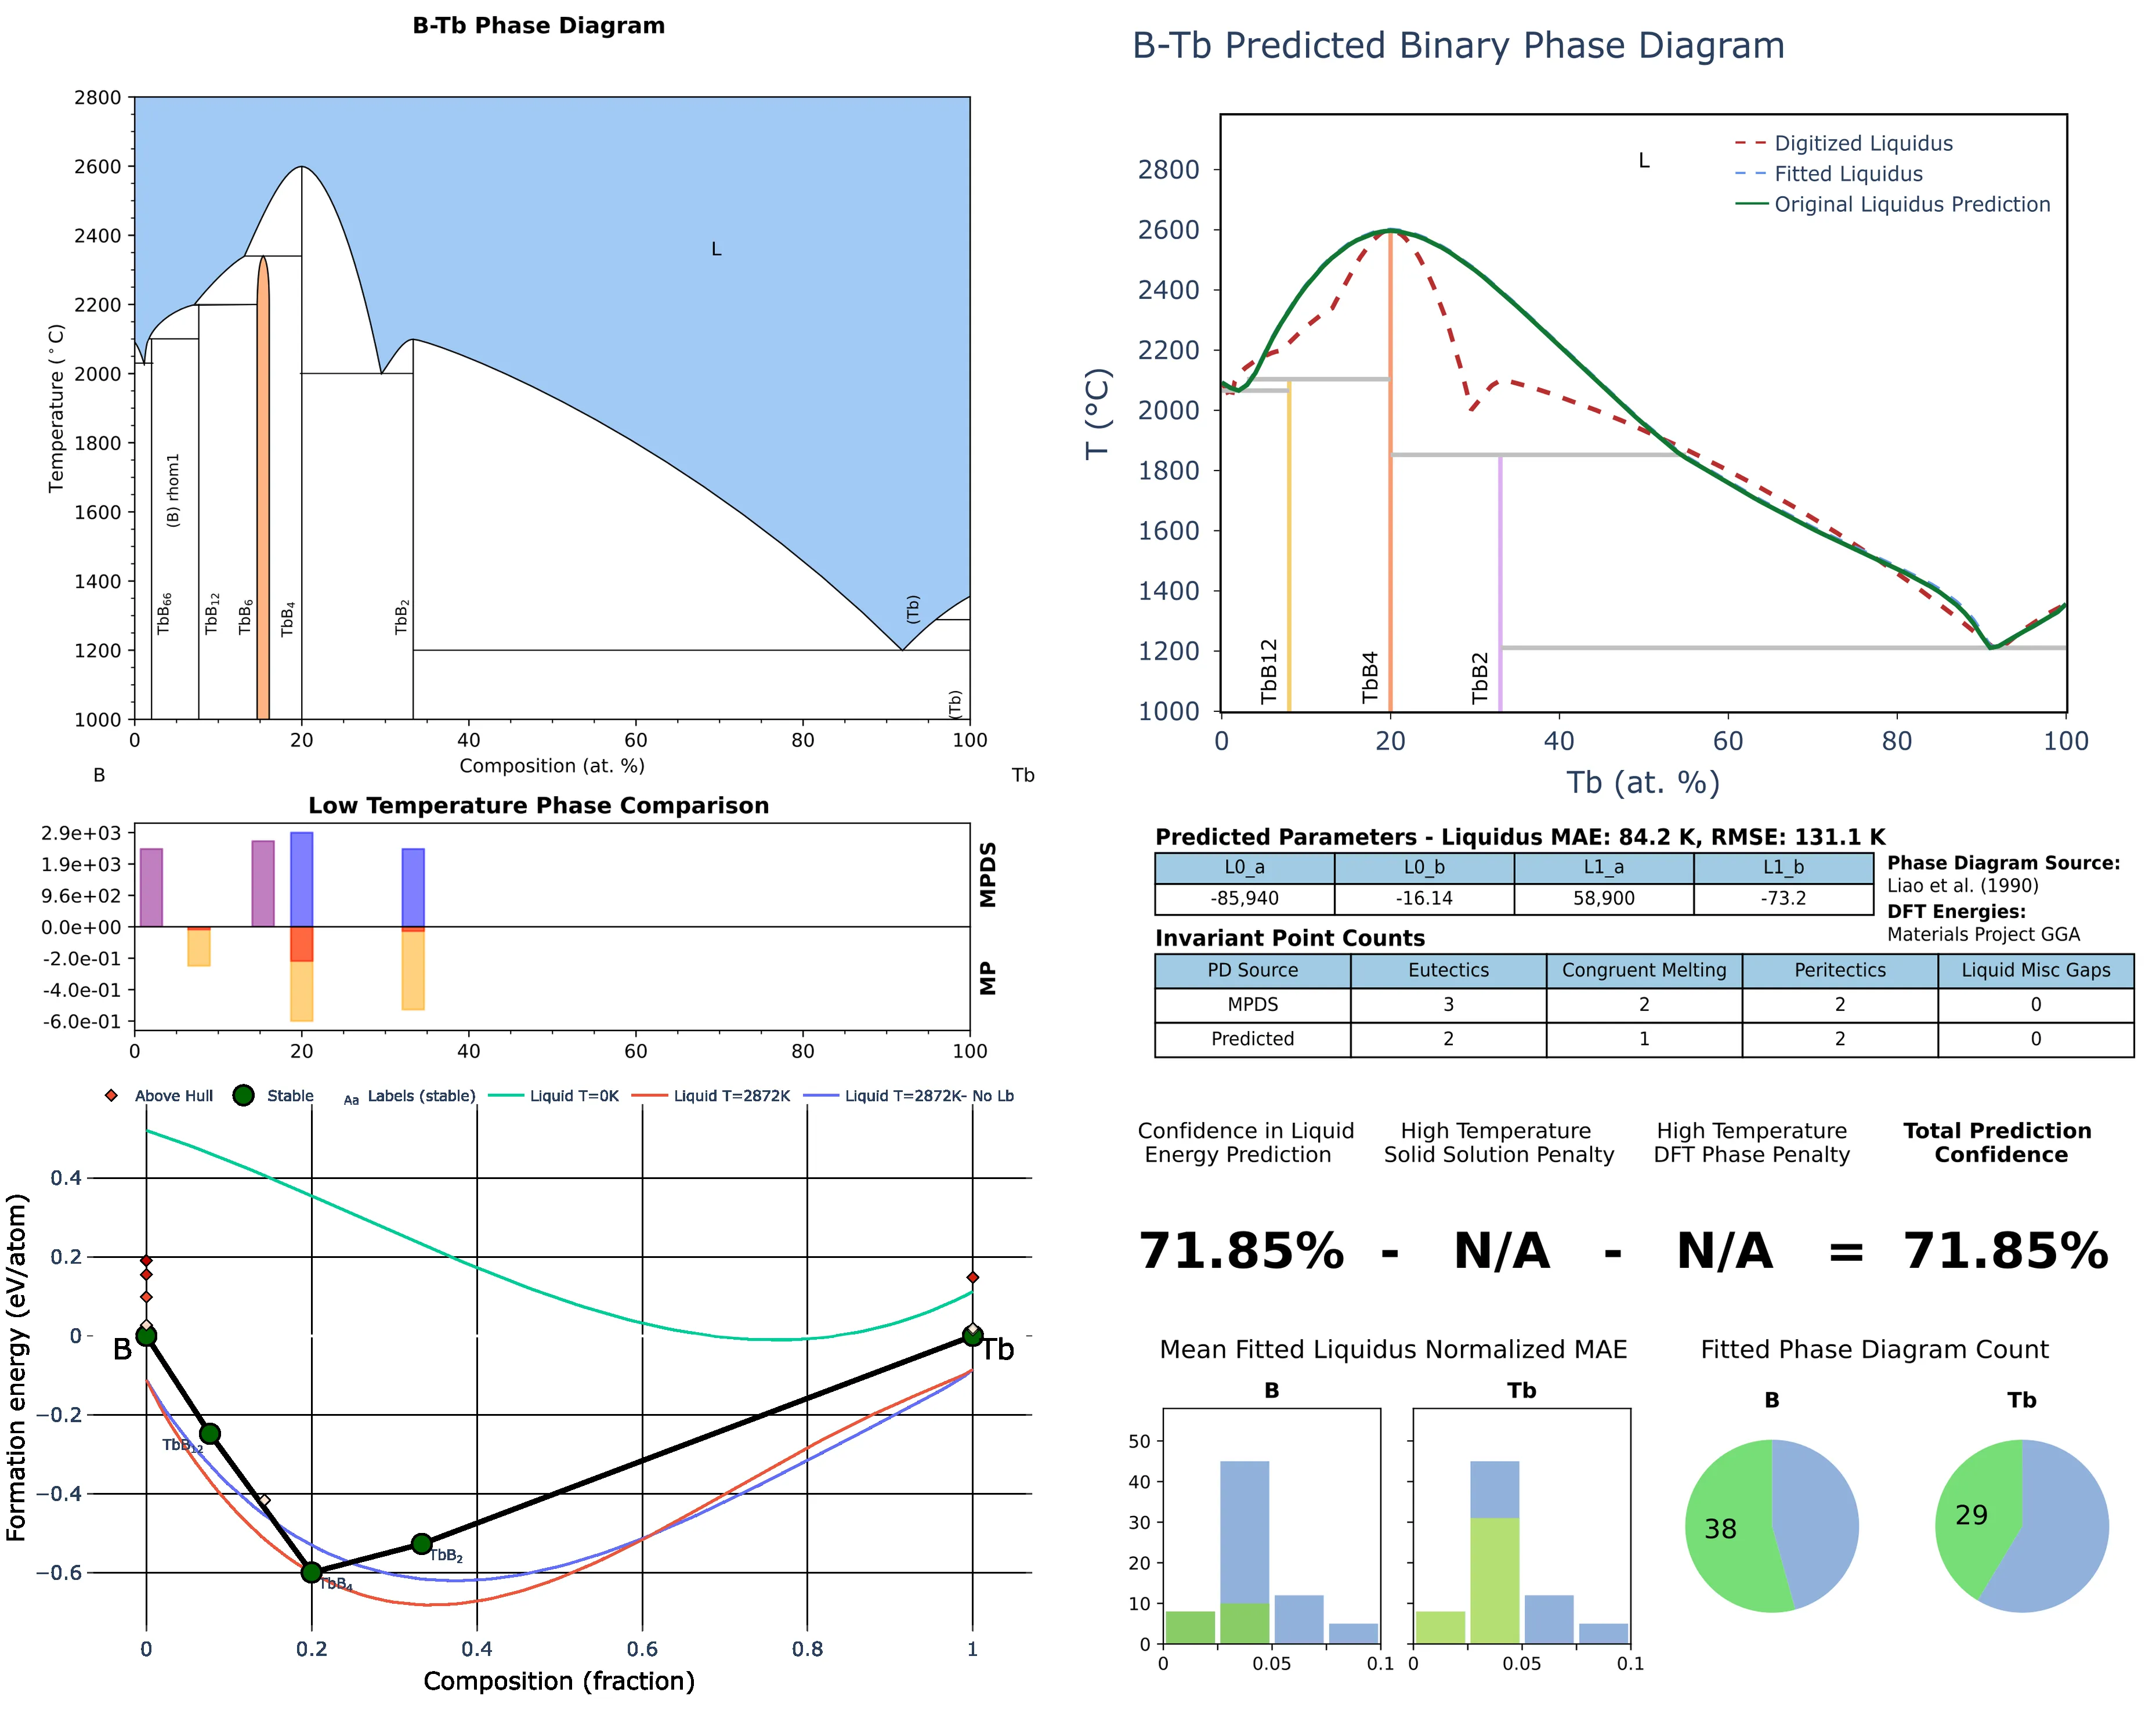 B-Tb Phase Diagram
2800
2600
2400
2200
2000
1800
1600
1400
1200
1000
Temperature (°C)
L
(B) rhom1
TbB66
TbB12
TbB6
TbB4
TbB2
(Tb)
(Tb)
0 20 40 60 80 100
Composition (at. %)
B Tb
Low Temperature Phase Comparison
2.9e+03
1.9e+03
9.6e+02
0.0e+00
-2.0e-01
-4.0e-01
-6.0e-01
MPDS
MP
0 20 40 60 80 100
Above Hull Stable Aa Labels (stable) Liquid T=0K Liquid T=2872K Liquid T=2872K- No Lb
0.4
0.2
0
−0.2
−0.4
−0.6
Formation energy (eV/atom)
B
Tb
TbB12
TbB2
TbB4
0 0.2 0.4 0.6 0.8 1
Composition (fraction)
B-Tb Predicted Binary Phase Diagram
L
Digitized Liquidus
Fitted Liquidus
Original Liquidus Prediction
2800
2600
2400
2200
2000
1800
1600
1400
1200
1000
T (°C)
TbB12
TbB4
TbB2
0 20 40 60 80 100
Tb (at. %)
Predicted Parameters - Liquidus MAE: 84.2 K, RMSE: 131.1 K
L0_a L0_b L1_a L1_b
-85,940 -16.14 58,900 -73.2
Phase Diagram Source:
Liao et al. (1990)
DFT Energies:
Materials Project GGA
Invariant Point Counts
PD Source Eutectics Congruent Melting Peritectics Liquid Misc Gaps
MPDS 3 2 2 0
Predicted 2 1 2 0
Confidence in Liquid
Energy Prediction
High Temperature
Solid Solution Penalty
High Temperature
DFT Phase Penalty
Total Prediction
Confidence
71.85% - N/A - N/A = 71.85%
Mean Fitted Liquidus Normalized MAE
B
Tb
50
40
30
20
10
0
0 0.05 0.1
0 0.05 0.1
Fitted Phase Diagram Count
B
Tb
38
29